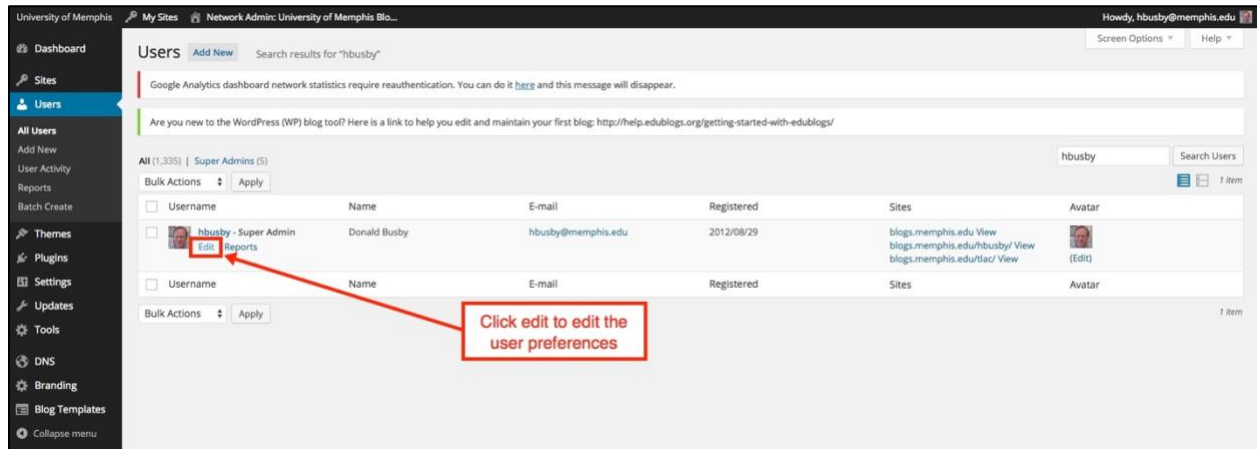 University of Memphis My Sites Network Admin: University of Memphis Blo... Howdy, hbusby@memphis.edu
Screen Options Help
Dashboard
Sites
Users
All Users
Add New
User Activity
Reports
Batch Create
Themes
Plugins
Settings
Updates
Tools
DNS
Branding
Blog Templates
Collapse menu
Users Add New Search results for "hbusby"
Google Analytics dashboard network statistics require reauthentication. You can do it here and this message will disappear.
Are you new to the WordPress (WP) blog tool? Here is a link to help you edit and maintain your first blog: http://help.edublogs.org/getting-started-with-edublogs/
All (1,335) | Super Admins (5)
hbusby Search Users
Bulk Actions Apply
1 item
Username Name E-mail Registered Sites Avatar
hbusby - Super Admin Donald Busby hbusby@memphis.edu 2012/08/29 blogs.memphis.edu View
Edit Reports
blogs.memphis.edu/hbusby/ View
blogs.memphis.edu/tlac/ View
(Edit)
Username Name E-mail Registered Sites Avatar
Bulk Actions Apply
1 item
Click edit to edit the
user preferences